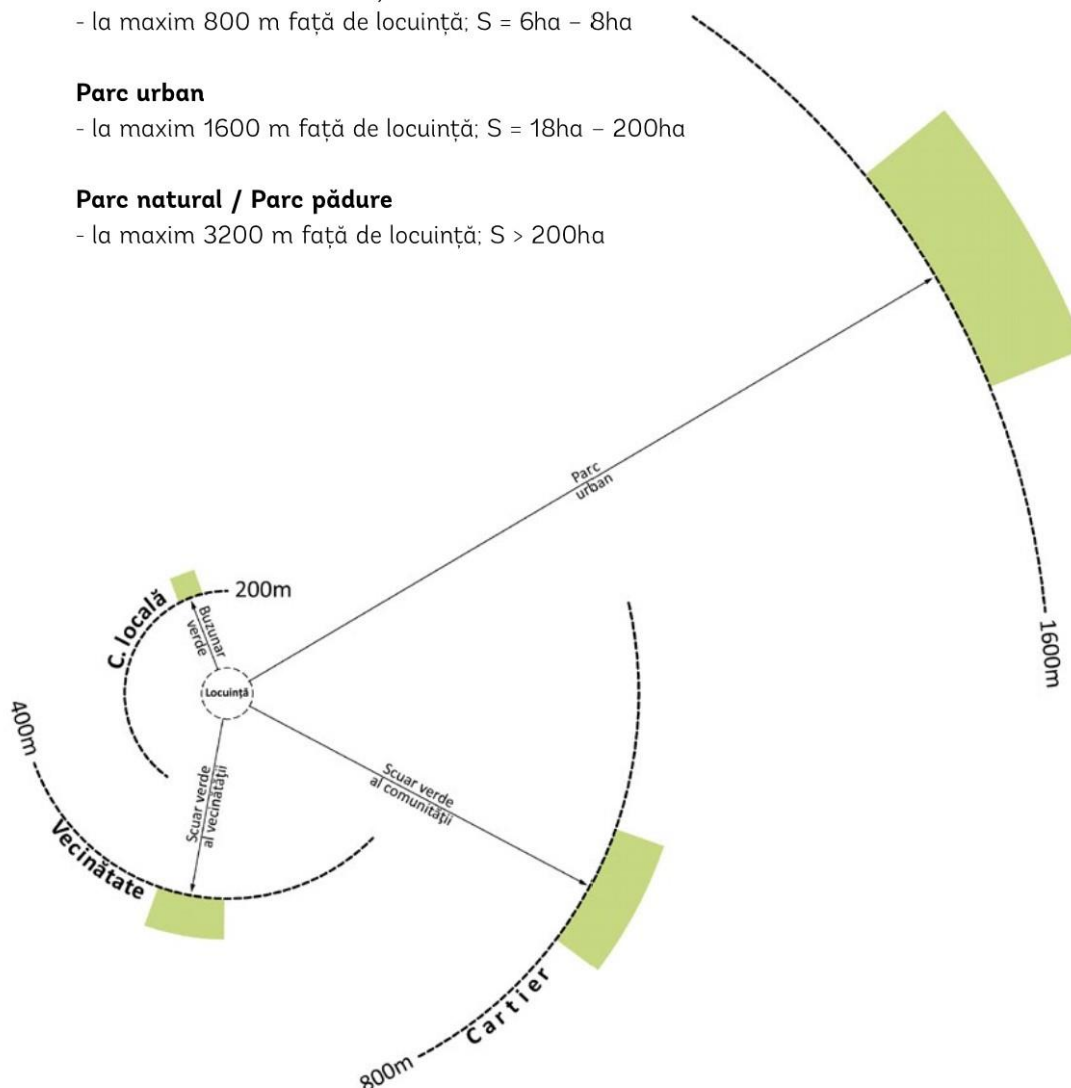 - la maxim 800 m față de locuință; S = 6ha – 8ha
Parc urban
- la maxim 1600 m față de locuință; S = 18ha – 200ha
Parc natural / Parc pădure
- la maxim 3200 m față de locuință; S > 200ha
Parc
urban
200m
C. locală
Buzunar
verde
Locuință
1600m
400m
Scuar verde
al vecinătății
Scuar verde
al comunității
Vecinătate
Cartier
800m